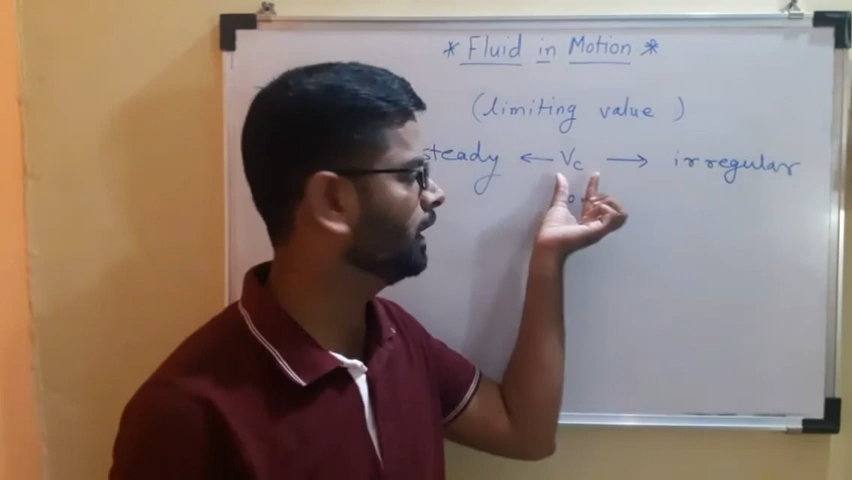 * Fluid in Motion *
(limiting value)
steady ← Vc → irregular